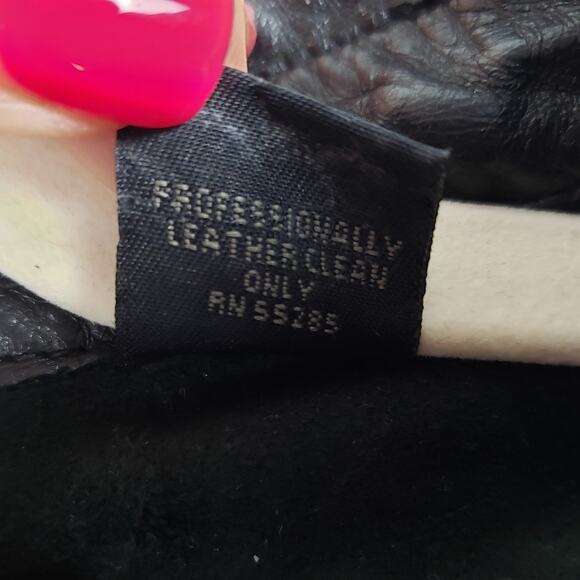 PROFESSIONALLY
LEATHER CLEAN
ONLY
RN 55285